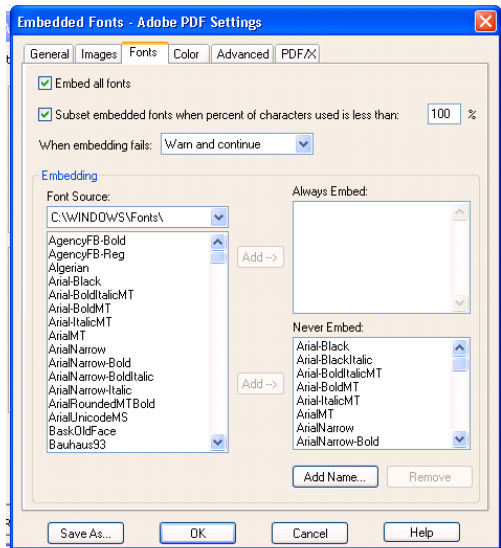 Embedded Fonts - Adobe PDF Settings
General Images Fonts Color Advanced PDF/X
Embed all fonts
Subset embedded fonts when percent of characters used is less than: 100 %
When embedding fails: Warn and continue
Embedding
Font Source:
C:\WINDOWS\Fonts\
AgencyFB-Bold
AgencyFB-Reg
Algerian
Arial-Black
Arial-BoldItalicMT
Arial-BoldMT
Arial-ItalicMT
ArialMT
ArialNarrow
ArialNarrow-Bold
ArialNarrow-BoldItalic
ArialNarrow-Italic
ArialRoundedMTBold
ArialUnicodeMS
BaskOldFace
Bauhaus93
Add -->
Add -->
Always Embed:
Never Embed:
Arial-Black
Arial-BlackItalic
Arial-BoldItalicMT
Arial-BoldMT
Arial-ItalicMT
ArialMT
ArialNarrow
ArialNarrow-Bold
Add Name... Remove
Save As... OK Cancel Help